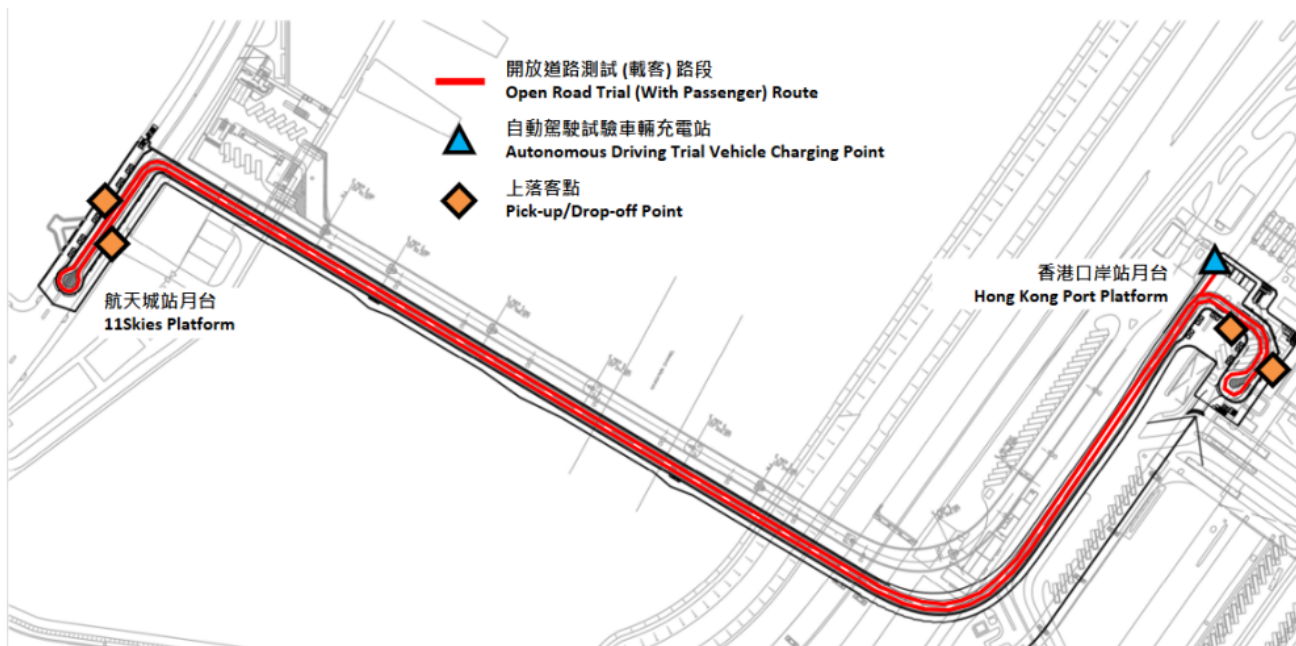 開放道路測試 (載客) 路段
Open Road Trial (With Passenger) Route
自動駕駛試驗車輛充電站
Autonomous Driving Trial Vehicle Charging Point
上落客點
Pick-up/Drop-off Point
航天城站月台
11Skies Platform
香港口岸站月台
Hong Kong Port Platform